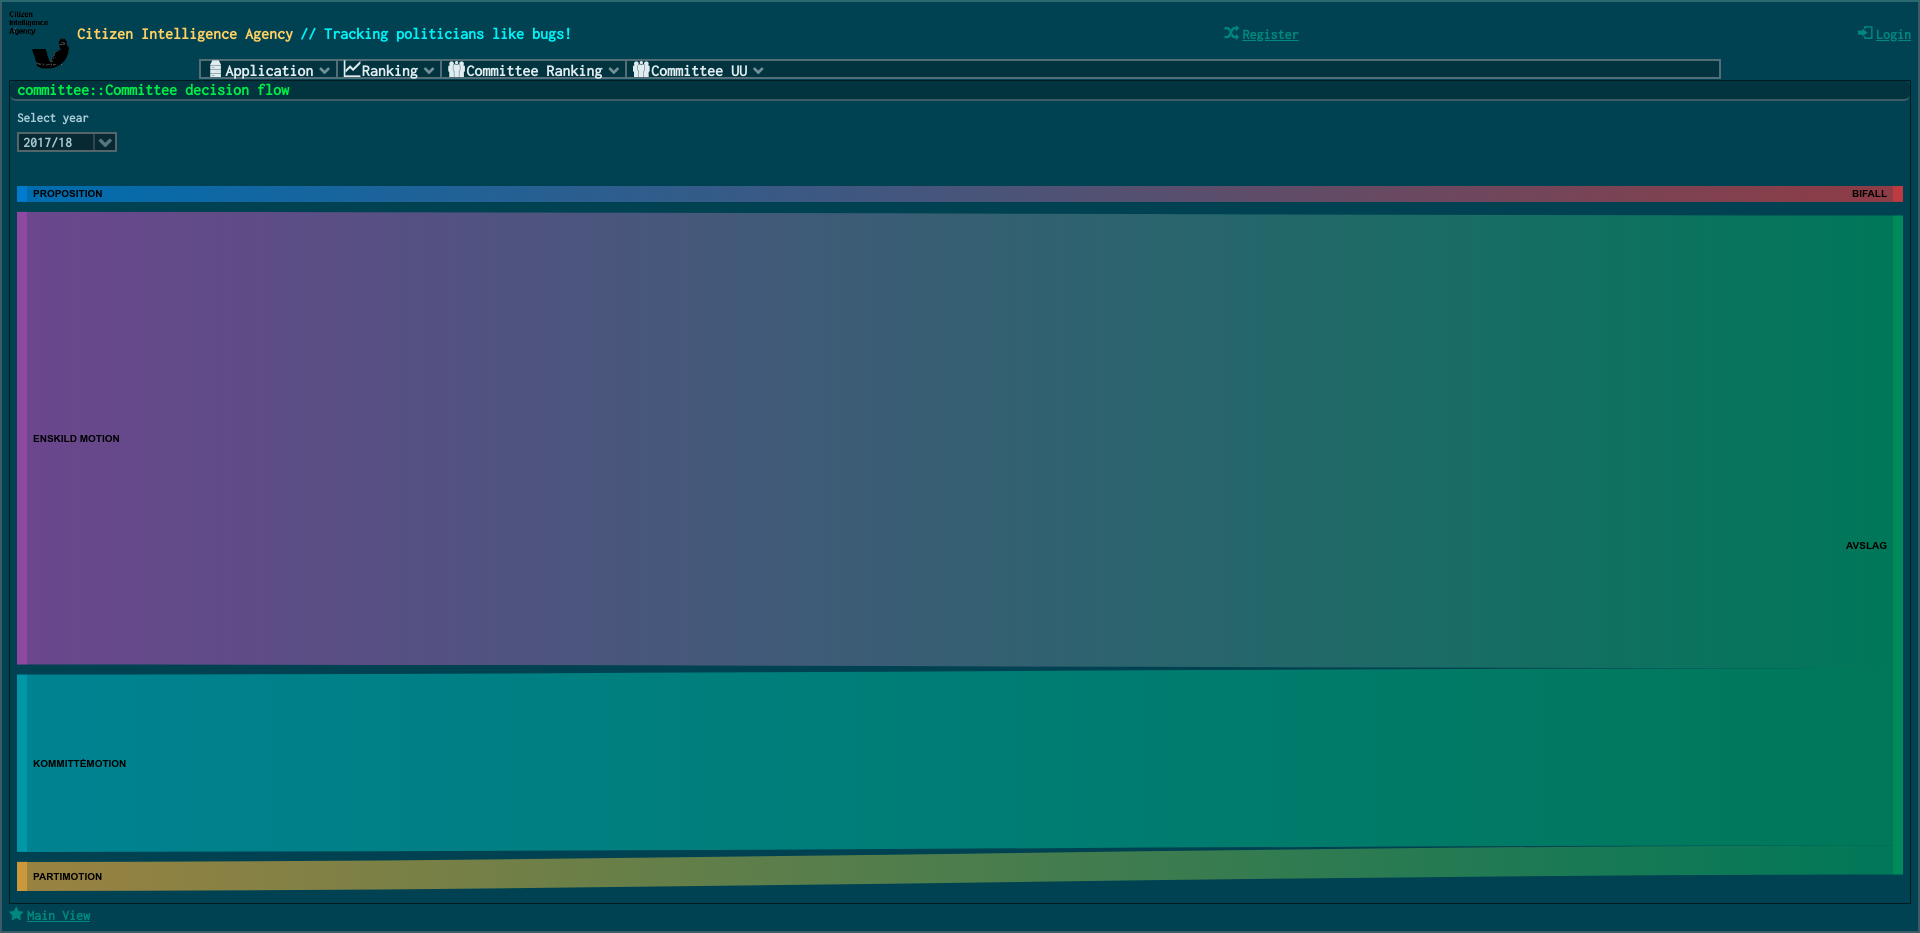 Citizen
Intelligence
Agency
Citizen Intelligence Agency // Tracking politicians like bugs!
Register
Login
Application
Ranking
Committee Ranking
Committee UU
committee::Committee decision flow
Select year
2017/18
PROPOSITION
BIFALL
ENSKILD MOTION
AVSLAG
KOMMITTÉMOTION
PARTIMOTION
Main View